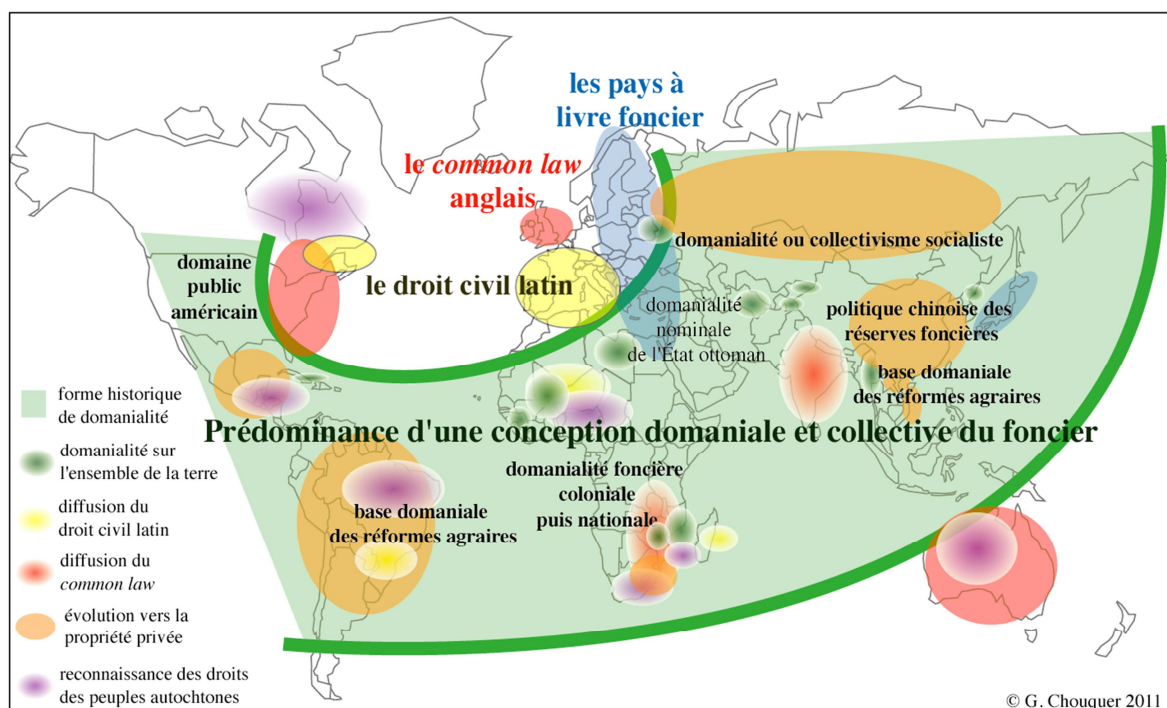 les pays à
livre foncier
le common law
anglais
domanialité ou collectivisme socialiste
domaine
public
américain
le droit civil latin
domanialité
nominale
de l'État ottoman
politique chinoise des
réserves foncières
base domaniale
des réformes agraires
Prédominance d'une conception domaniale et collective du foncier
domanialité foncière
coloniale
puis nationale
base domaniale
des réformes agraires
forme historique
de domanialité
domanialité sur
l'ensemble de la terre
diffusion du
droit civil latin
diffusion du
common law
évolution vers la
propriété privée
reconnaissance des droits
des peuples autochtones
© G. Chouquer 2011